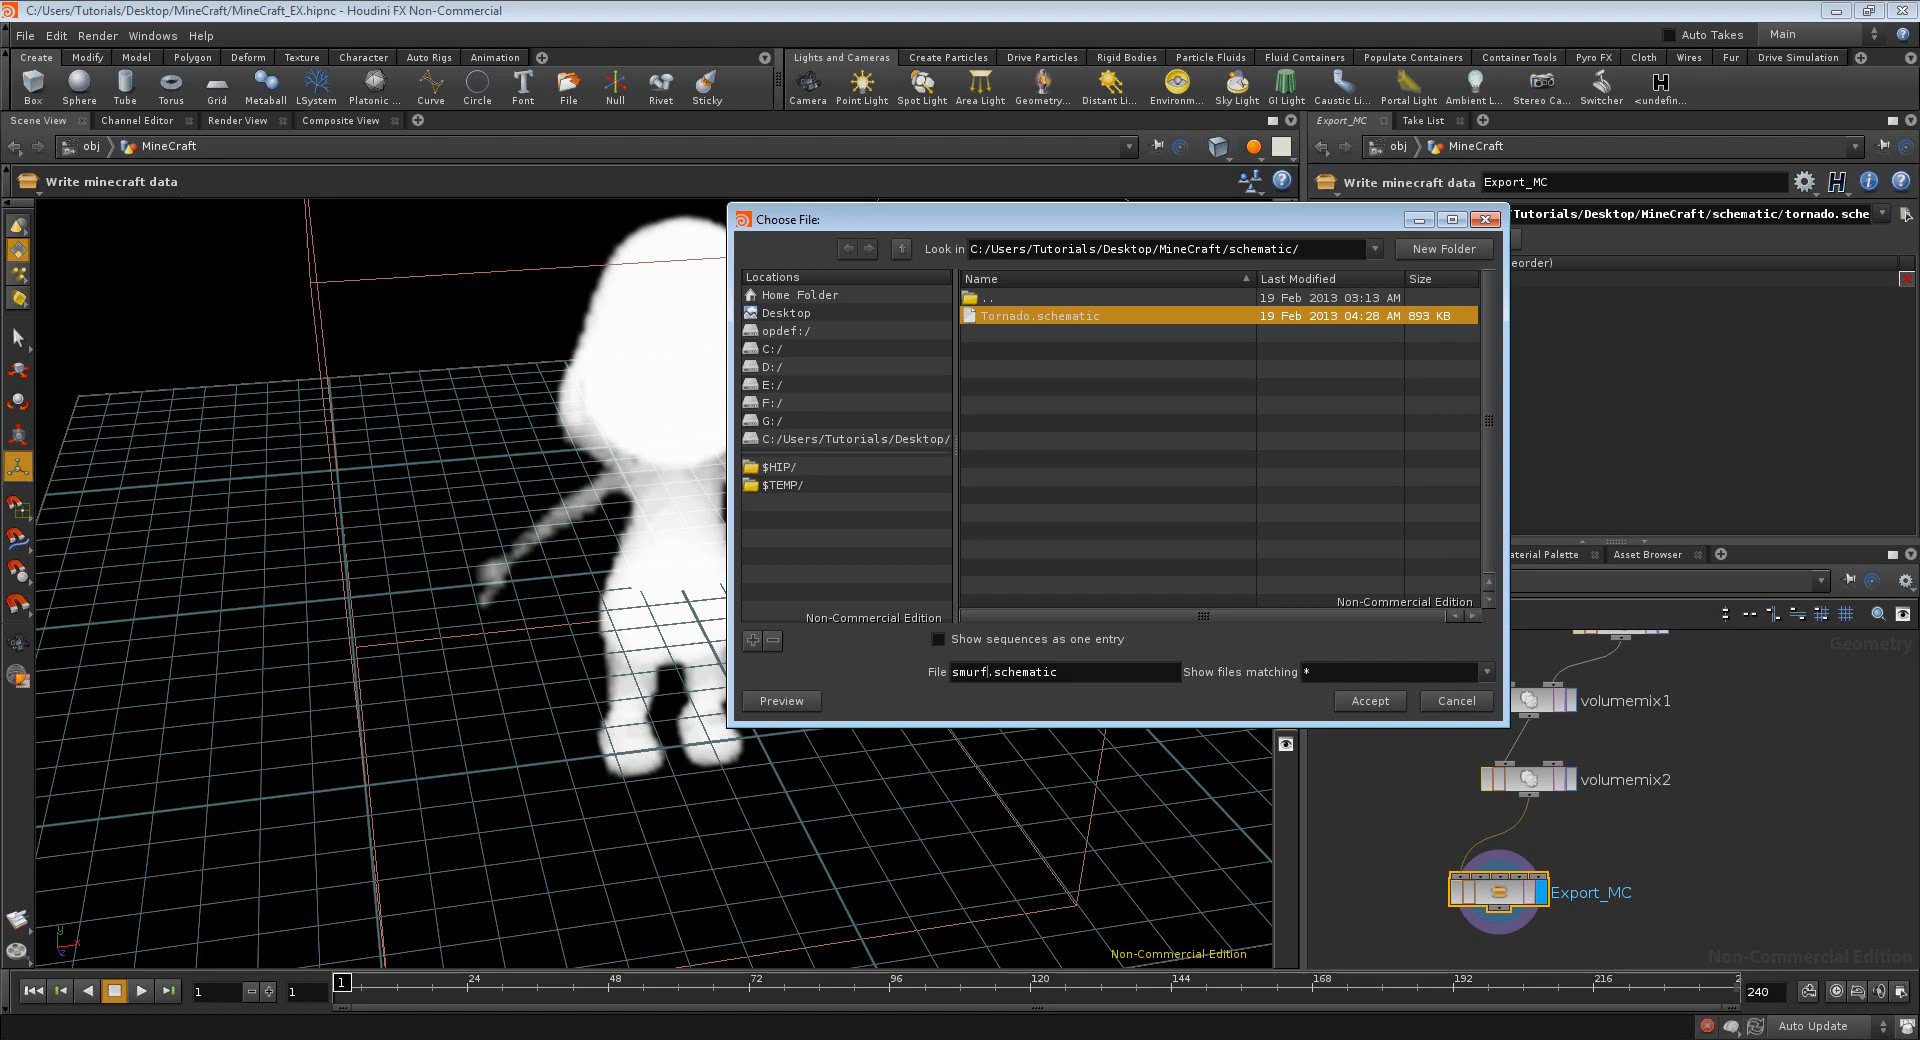 C:/Users/Tutorials/Desktop/MineCraft/MineCraft_EX.hipnc - Houdini FX Non-Commercial
File Edit Render Windows Help
Auto Takes Main
Create Modify Model Polygon Deform Texture Character Auto Rigs Animation
Lights and Cameras Create Particles Drive Particles Rigid Bodies Particle Fluids Fluid Containers Populate Containers Container Tools Pyro FX Cloth Wires Fur Drive Simulation
Box Sphere Tube Torus Grid Metaball LSystem Platonic ... Curve Circle Font File Null Rivet Sticky
Camera Point Light Spot Light Area Light Geometry... Distant Li... Environm... Sky Light GI Light Caustic Li... Portal Light Ambient L... Stereo Ca... Switcher <undefin...
Scene View Channel Editor Render View Composite View
Export_MC Take List
obj MineCraft
obj MineCraft
Write minecraft data
Write minecraft data Export_MC
Tutorials/Desktop/MineCraft/schematic/tornado.sche
eorder)
Choose File:
Look in C:/Users/Tutorials/Desktop/MineCraft/schematic/ New Folder
Locations
Home Folder
Desktop
opdef:/
C:/
D:/
E:/
F:/
G:/
C:/Users/Tutorials/Desktop/
$HIP/
$TEMP/
Non-Commercial Edition
Name Last Modified Size
.. 19 Feb 2013 03:13 AM
Tornado.schematic 19 Feb 2013 04:28 AM 893 KB
Non-Commercial Edition
Show sequences as one entry
File smurf.schematic Show files matching *
Preview Accept Cancel
aterial Palette Asset Browser
Geometry
volumemix1
volumemix2
Export_MC
Non-Commercial Edition
Non-Commercial Edition
y x z
1 1 1 24 48 72 96 120 144 168 192 216 2 240
Auto Update